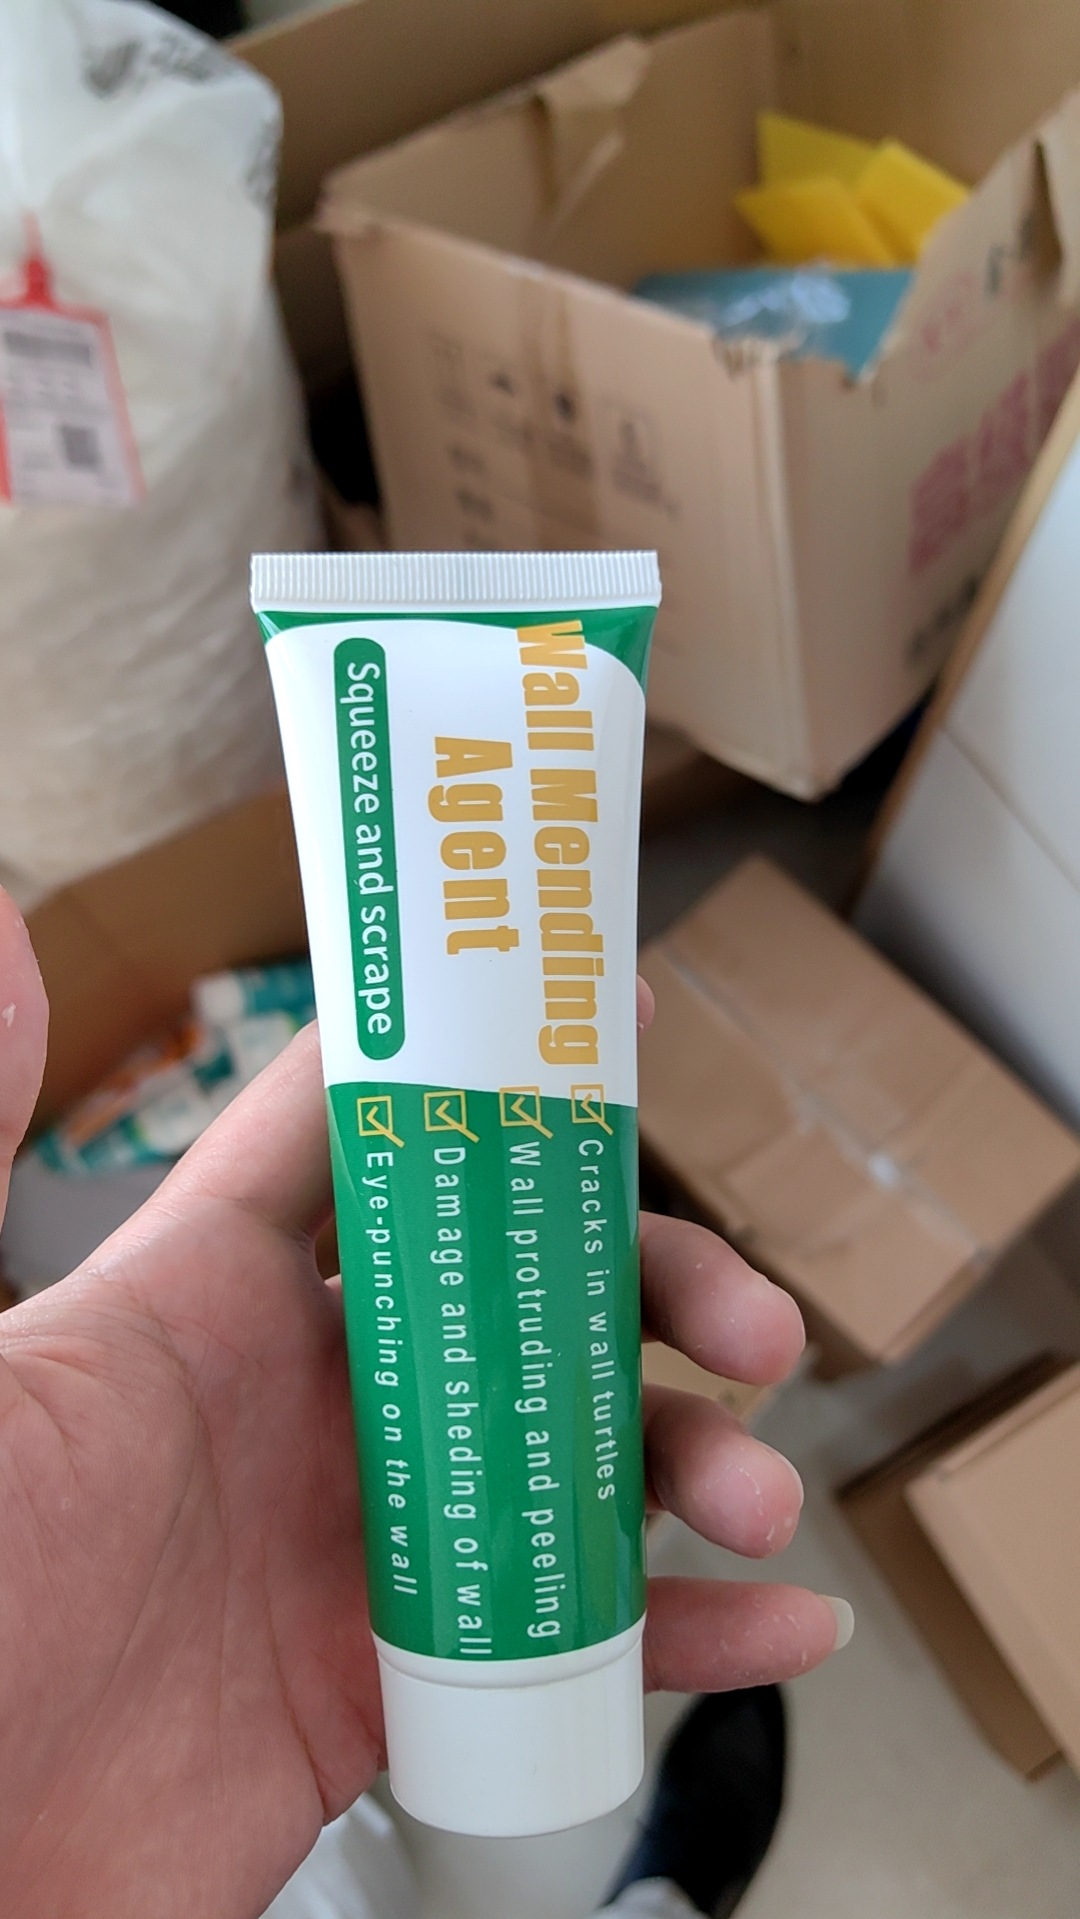 Wall Mending
Agent
Squeeze and scrape
Cracks in wall turtles
Wall protruding and peeling
Damage and sheding of wall
Eye-punching on the wall